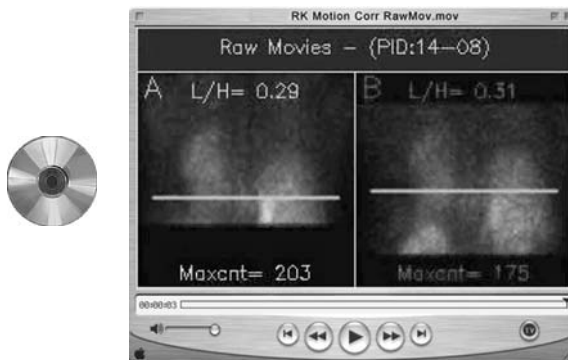 RK Motion Corr RawMov.mov
Raw Movies - (PID:14-08)
A L/H= 0.29
B L/H= 0.31
Maxcnt= 203
Maxcnt= 175
00:00:03